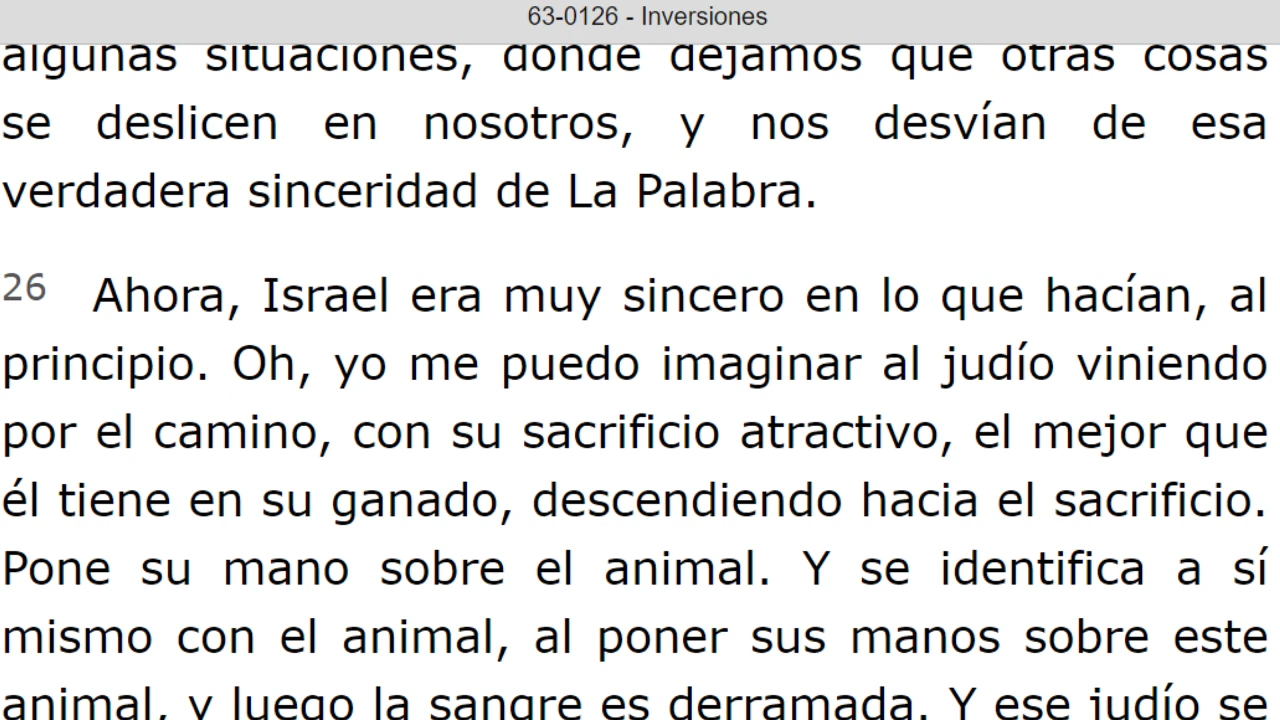 63-0126 - Inversiones
algunas situaciones, donde dejamos que otras cosas
se deslicen en nosotros, y nos desvían de esa
verdadera sinceridad de La Palabra.
26 Ahora, Israel era muy sincero en lo que hacían, al
principio. Oh, yo me puedo imaginar al judío viniendo
por el camino, con su sacrificio atractivo, el mejor que
él tiene en su ganado, descendiendo hacia el sacrificio.
Pone su mano sobre el animal. Y se identifica a sí
mismo con el animal, al poner sus manos sobre este
animal, y luego la sangre es derramada. Y ese judío se